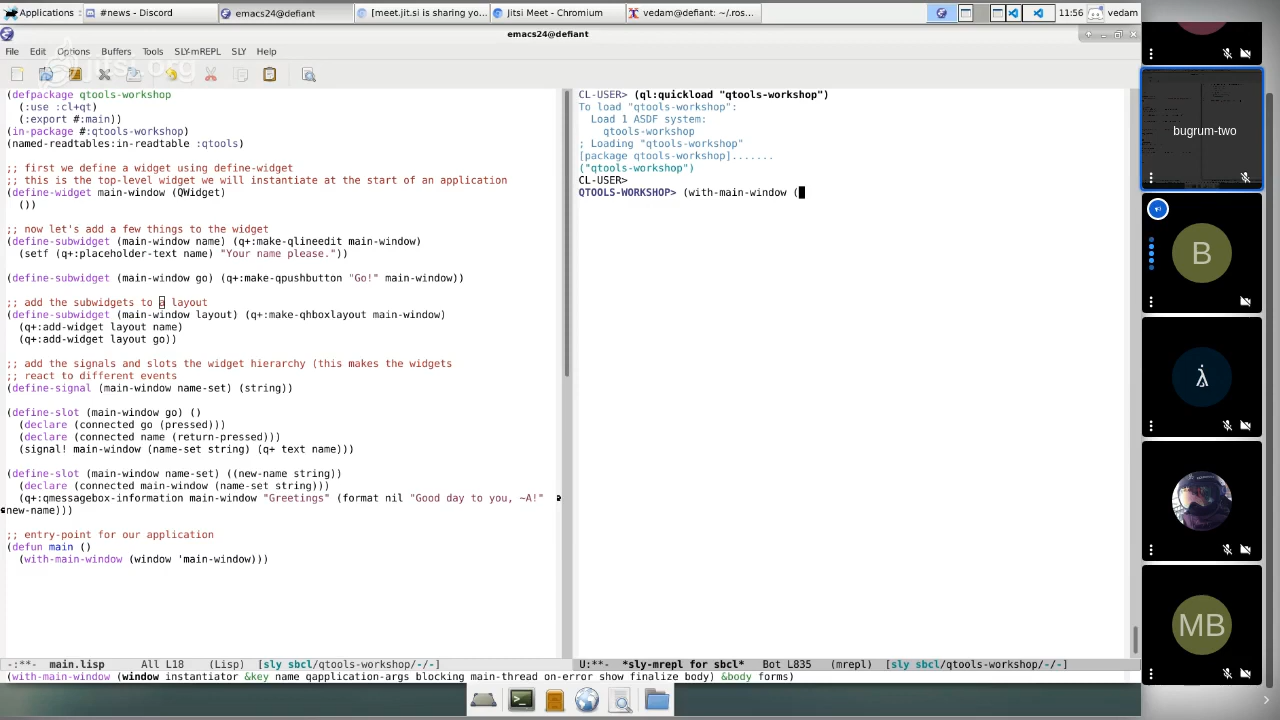 Applications :
#news - Discord
emacs24@defiant
[meet.jit.si is sharing yo...
Jitsi Meet - Chromium
vedam@defiant: ~/.ros...
11:56
vedam
emacs24@defiant
File Edit Options Buffers Tools SLY-mREPL SLY Help
jitsi.org
(defpackage qtools-workshop
(:use :cl+qt)
(:export #:main))
(in-package #:qtools-workshop)
(named-readtables:in-readtable :qtools)
;; first we define a widget using define-widget
;; this is the top-level widget we will instantiate at the start of an application
(define-widget main-window (QWidget)
())
;; now let's add a few things to the widget
(define-subwidget (main-window name) (q+:make-qlineedit main-window)
(setf (q+:placeholder-text name) "Your name please."))
(define-subwidget (main-window go) (q+:make-qpushbutton "Go!" main-window))
;; add the subwidgets to a layout
(define-subwidget (main-window layout) (q+:make-qhboxlayout main-window)
(q+:add-widget layout name)
(q+:add-widget layout go))
;; add the signals and slots the widget hierarchy (this makes the widgets
;; react to different events
(define-signal (main-window name-set) (string))
(define-slot (main-window go) ()
(declare (connected go (pressed)))
(declare (connected name (return-pressed)))
(signal! main-window (name-set string) (q+ text name)))
(define-slot (main-window name-set) ((new-name string))
(declare (connected main-window (name-set string)))
(q+:qmessagebox-information main-window "Greetings" (format nil "Good day to you, ~A!"
new-name)))
;; entry-point for our application
(defun main ()
(with-main-window (window 'main-window)))
-:**- main.lisp All L18 (Lisp) [sly sbcl/qtools-workshop/-/-]
CL-USER> (ql:quickload "qtools-workshop")
To load "qtools-workshop":
Load 1 ASDF system:
qtools-workshop
; Loading "qtools-workshop"
[package qtools-workshop].......
("qtools-workshop")
CL-USER>
QTOOLS-WORKSHOP> (with-main-window (
U:**- *sly-mrepl for sbcl* Bot L835 (mrepl) [sly sbcl/qtools-workshop/-/-]
(with-main-window (window instantiator &key name qapplication-args blocking main-thread on-error show finalize body) &body forms)
bugrum-two
B
λ
MB